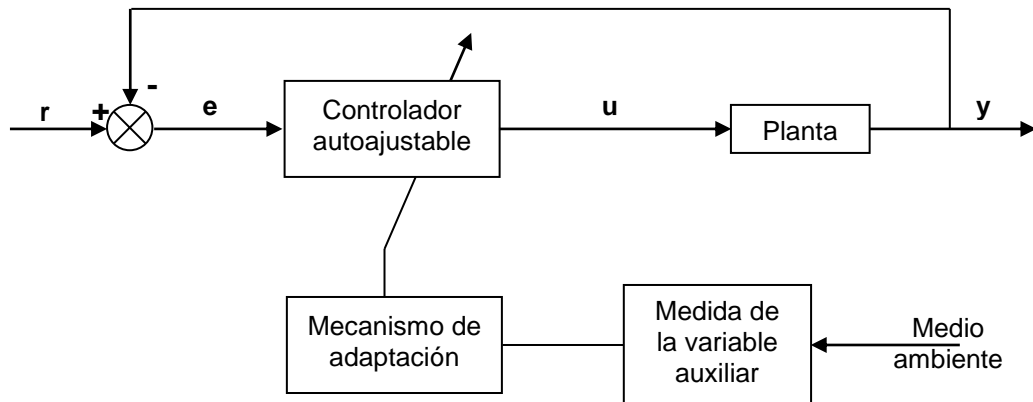 -
r
+
e
Controlador
autoajustable
u
Planta
y
Mecanismo de
adaptación
Medida de
la variable
auxiliar
Medio
ambiente